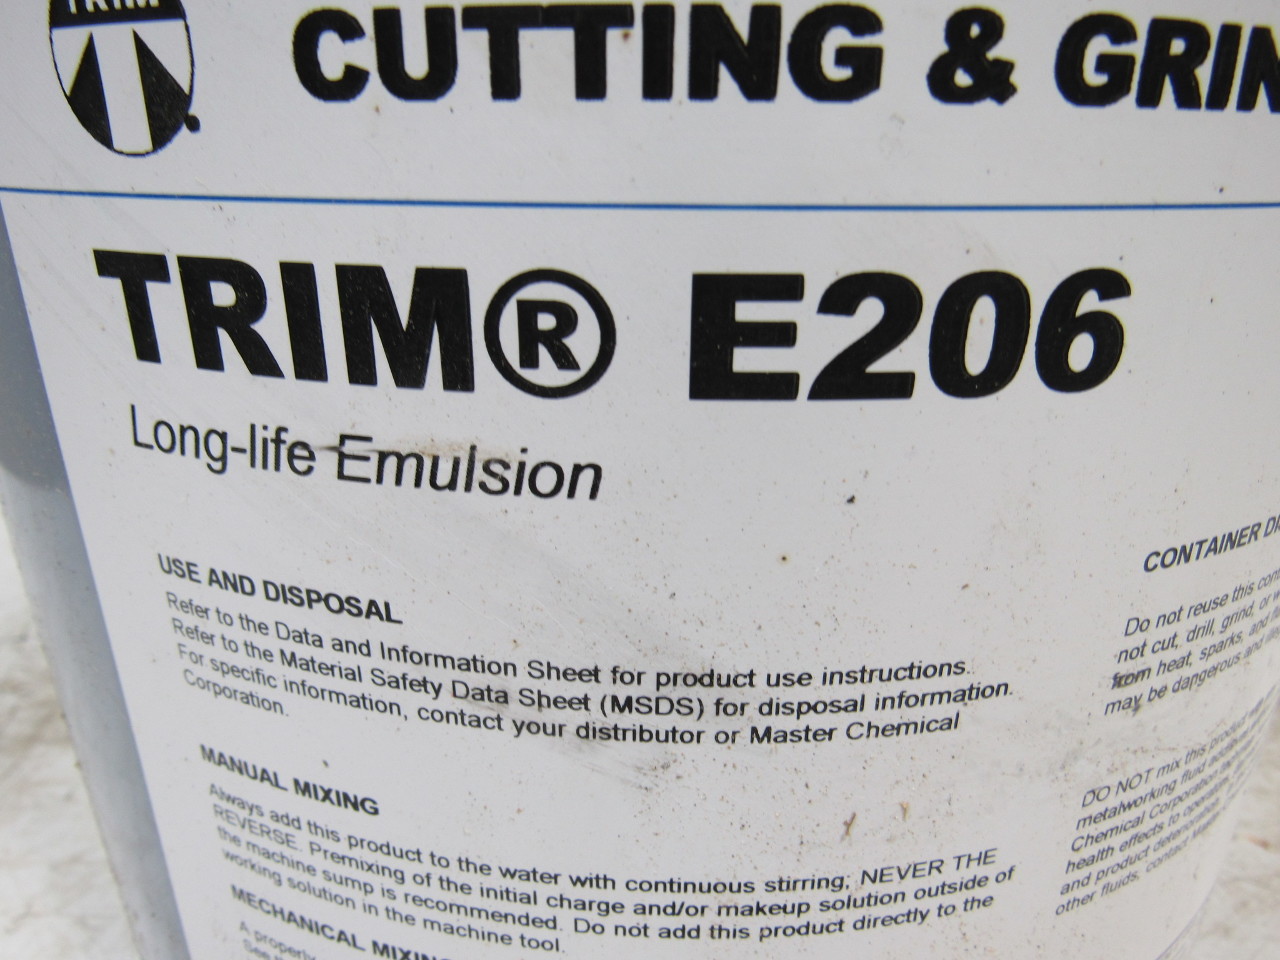 TRIM
CUTTING & GRIN
TRIM® E206
Long-life Emulsion
USE AND DISPOSAL
Refer to the Data and Information Sheet for product use instructions.
Refer to the Material Safety Data Sheet (MSDS) for disposal information.
For specific information, contact your distributor or Master Chemical
Corporation.
MANUAL MIXING
Always add this product to the water with continuous stirring; NEVER THE
REVERSE. Premixing of the initial charge and/or makeup solution outside of
the machine sump is recommended. Do not add this product directly to the
working solution in the machine tool.
MECHANICAL MIXING
A properly
See
CONTAINER
Do not reuse this
not cut, drill, grind, or
from heat, sparks, and
may be dangerous and
DO NOT mix this product
metalworking fluid
Chemical Corporation
health effects to
and product
other fluids, contact